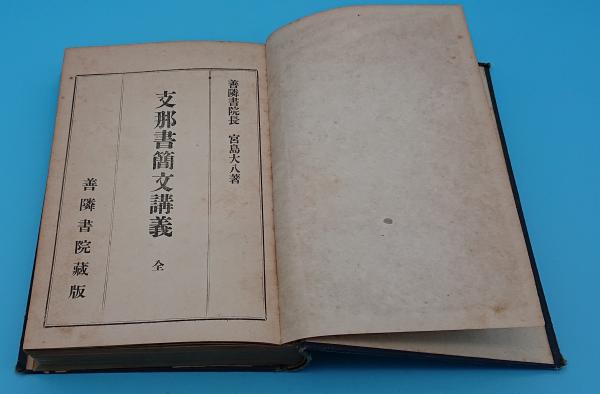 善隣書院長 宮島大八著
支那書簡文講義 全
善隣書院藏版